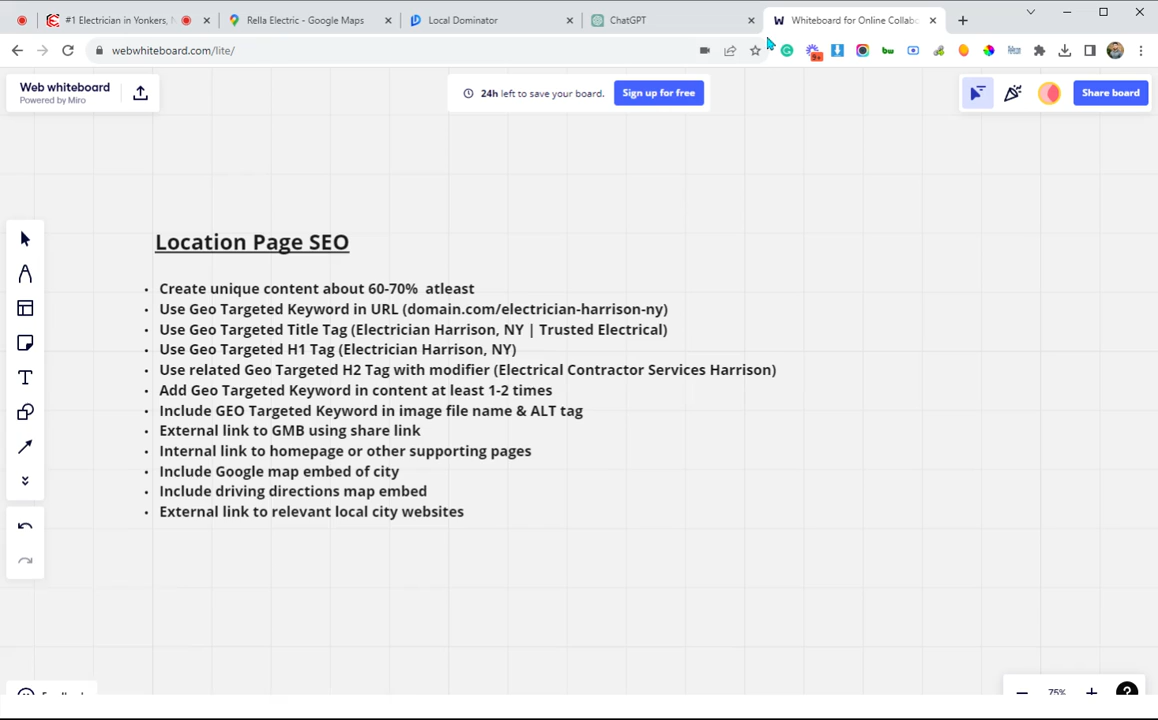 #1 Electrician in Yonkers,
Rella Electric - Google Maps
Local Dominator
ChatGPT
Whiteboard for Online Collabo
webwhiteboard.com/lite/
9+
Web whiteboard
Powered by Miro
24h left to save your board.
Sign up for free
Share board
Location Page SEO
• Create unique content about 60-70% atleast
• Use Geo Targeted Keyword in URL (domain.com/electrician-harrison-ny)
• Use Geo Targeted Title Tag (Electrician Harrison, NY | Trusted Electrical)
• Use Geo Targeted H1 Tag (Electrician Harrison, NY)
• Use related Geo Targeted H2 Tag with modifier (Electrical Contractor Services Harrison)
• Add Geo Targeted Keyword in content at least 1-2 times
• Include GEO Targeted Keyword in image file name & ALT tag
• External link to GMB using share link
• Internal link to homepage or other supporting pages
• Include Google map embed of city
• Include driving directions map embed
• External link to relevant local city websites
75%